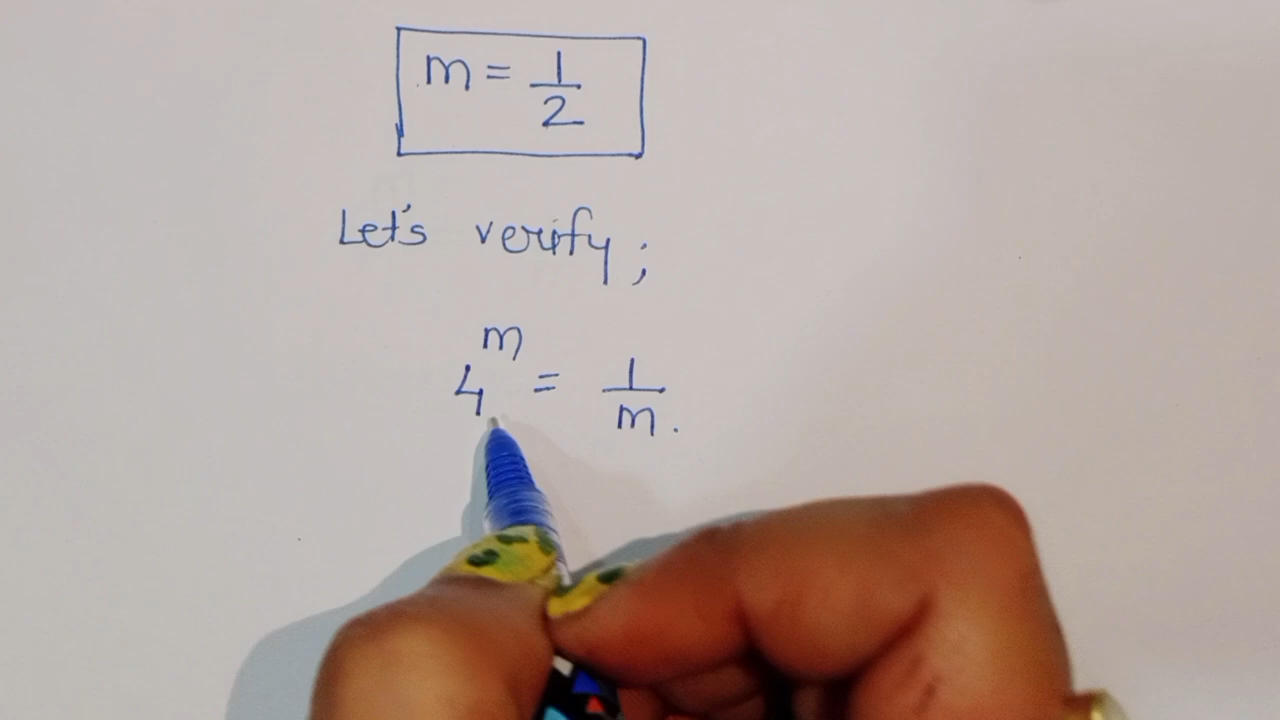 m = 1/2
Let's verify;
4^m = 1/m.